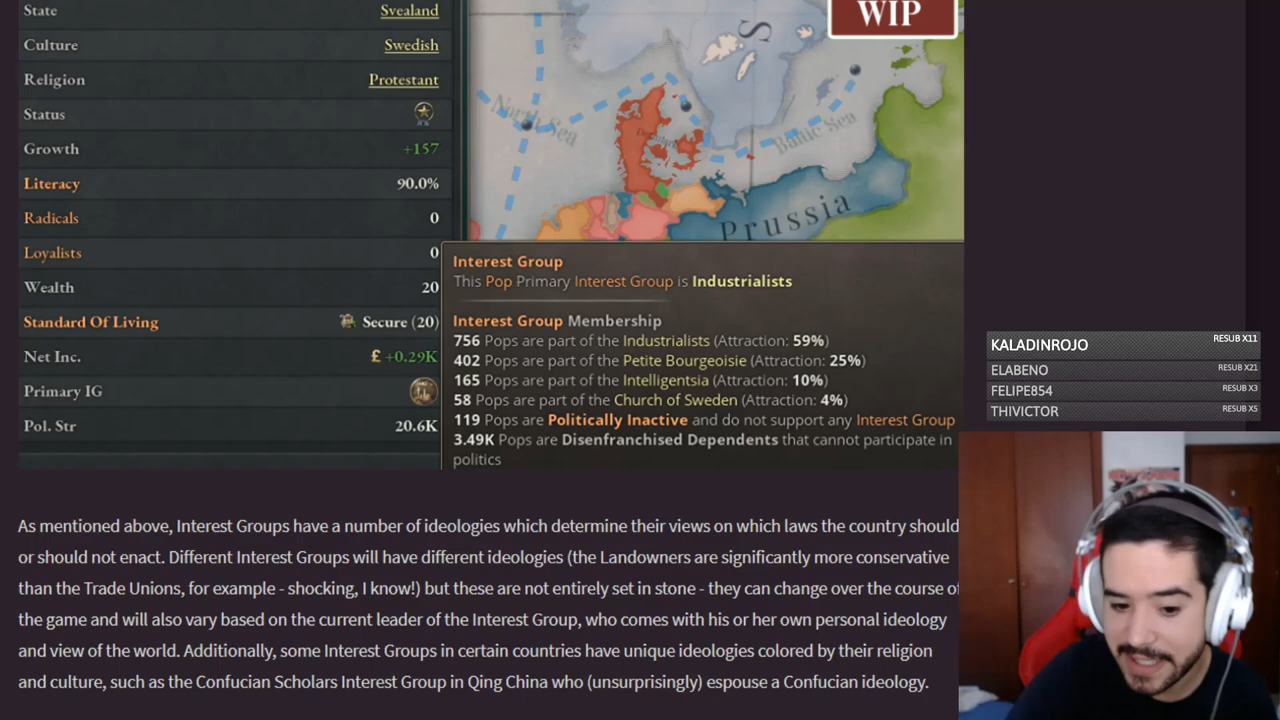 State Svealand
Culture Swedish
Religion Protestant
Status
Growth +157
Literacy 90.0%
Radicals 0
Loyalists 0
Wealth 20
Standard Of Living Secure (20)
Net Inc. £ +0.29K
Primary IG
Pol. Str 20.6K
WIP
S
North Sea
Baltic Sea
Prussia
Interest Group
This Pop Primary Interest Group is Industrialists
Interest Group Membership
756 Pops are part of the Industrialists (Attraction: 59%)
402 Pops are part of the Petite Bourgeoisie (Attraction: 25%)
165 Pops are part of the Intelligentsia (Attraction: 10%)
58 Pops are part of the Church of Sweden (Attraction: 4%)
119 Pops are Politically Inactive and do not support any Interest Group
3.49K Pops are Disenfranchised Dependents that cannot participate in
politics
KALADINROJO RESUB X11
ELABENO RESUB X21
FELIPE854 RESUB X3
THIVICTOR RESUB X5
As mentioned above, Interest Groups have a number of ideologies which determine their views on which laws the country should
or should not enact. Different Interest Groups will have different ideologies (the Landowners are significantly more conservative
than the Trade Unions, for example - shocking, I know!) but these are not entirely set in stone - they can change over the course of
the game and will also vary based on the current leader of the Interest Group, who comes with his or her own personal ideology
and view of the world. Additionally, some Interest Groups in certain countries have unique ideologies colored by their religion
and culture, such as the Confucian Scholars Interest Group in Qing China who (unsurprisingly) espouse a Confucian ideology.